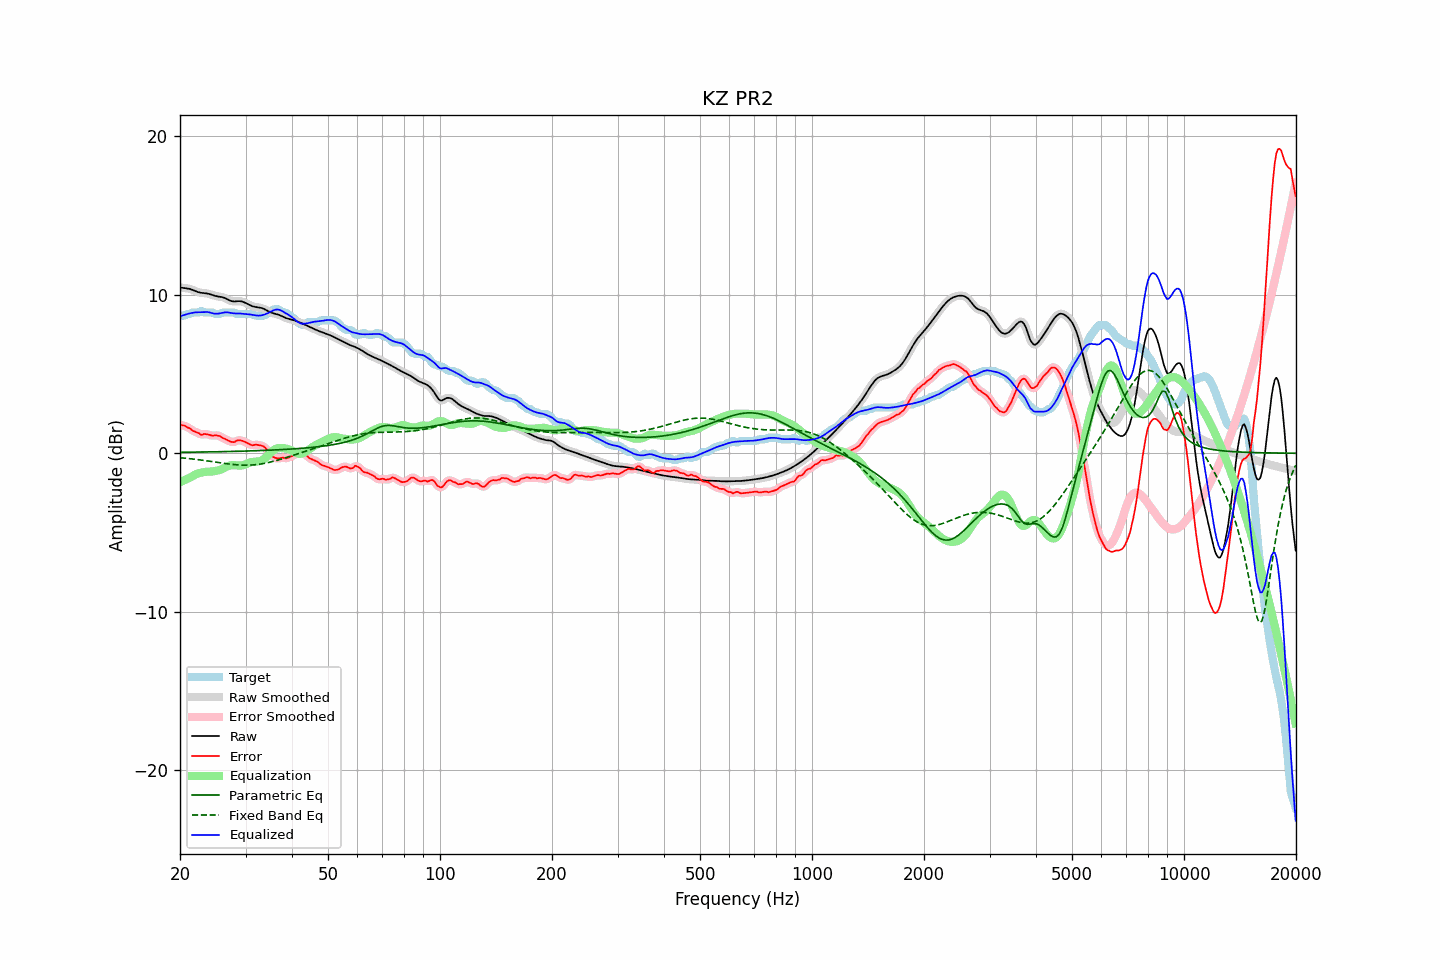 KZ PR2
Amplitude (dBr)
20
10
0
−10
−20
Target
Raw Smoothed
Error Smoothed
Raw
Error
Equalization
Parametric Eq
Fixed Band Eq
Equalized
20 50 100 200 500 1000 2000 5000 10000 20000
Frequency (Hz)